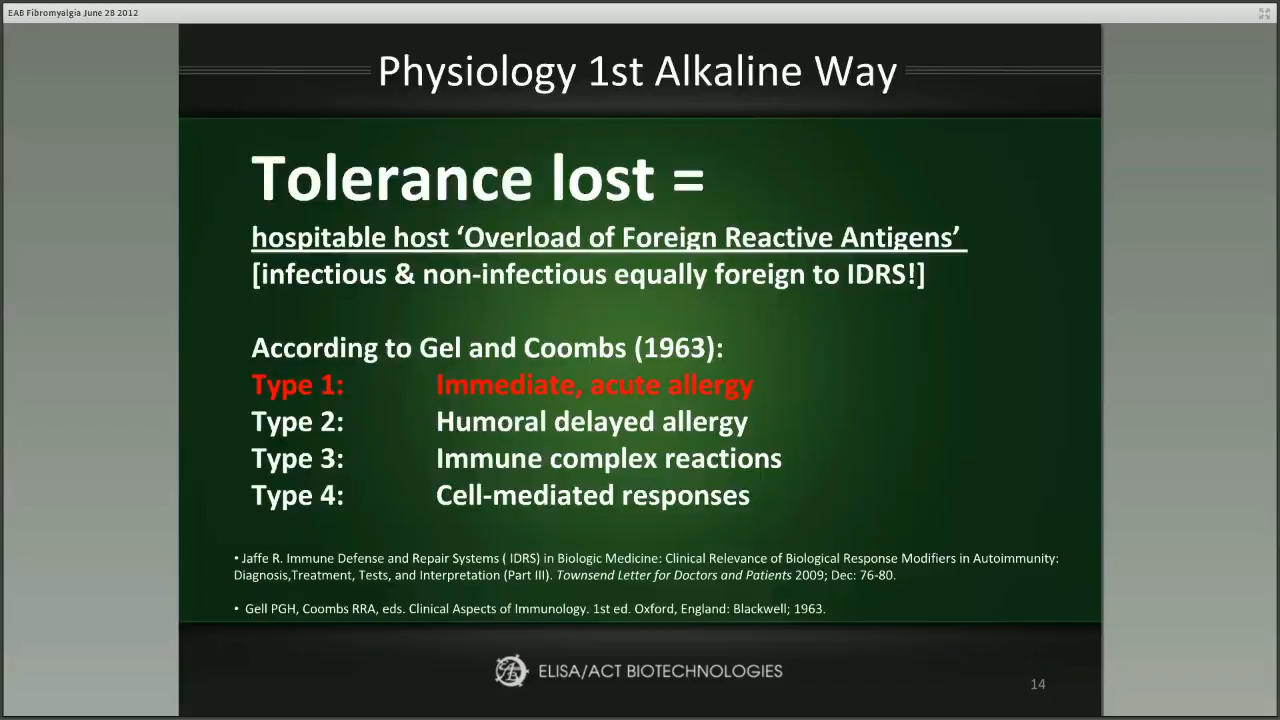 EAB Fibromyalgia June 28 2012
Physiology 1st Alkaline Way
Tolerance lost =
hospitable host ‘Overload of Foreign Reactive Antigens’
[infectious & non-infectious equally foreign to IDRS!]
According to Gel and Coombs (1963):
Type 1: Immediate, acute allergy
Type 2: Humoral delayed allergy
Type 3: Immune complex reactions
Type 4: Cell-mediated responses
• Jaffe R. Immune Defense and Repair Systems ( IDRS) in Biologic Medicine: Clinical Relevance of Biological Response Modifiers in Autoimmunity:
Diagnosis,Treatment, Tests, and Interpretation (Part III). Townsend Letter for Doctors and Patients 2009; Dec: 76-80.
• Gell PGH, Coombs RRA, eds. Clinical Aspects of Immunology. 1st ed. Oxford, England: Blackwell; 1963.
ELISA/ACT BIOTECHNOLOGIES
14